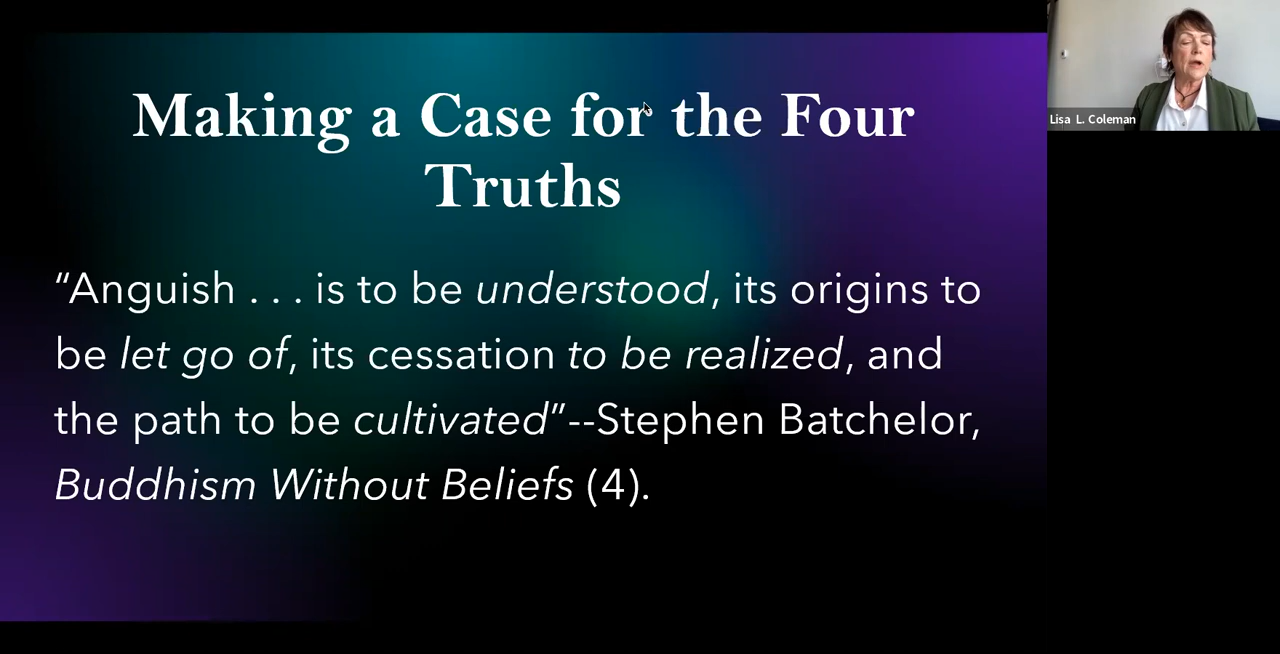 Making a Case for the Four
Truths
“Anguish . . . is to be understood, its origins to
be let go of, its cessation to be realized, and
the path to be cultivated”--Stephen Batchelor,
Buddhism Without Beliefs (4).
Lisa L. Coleman